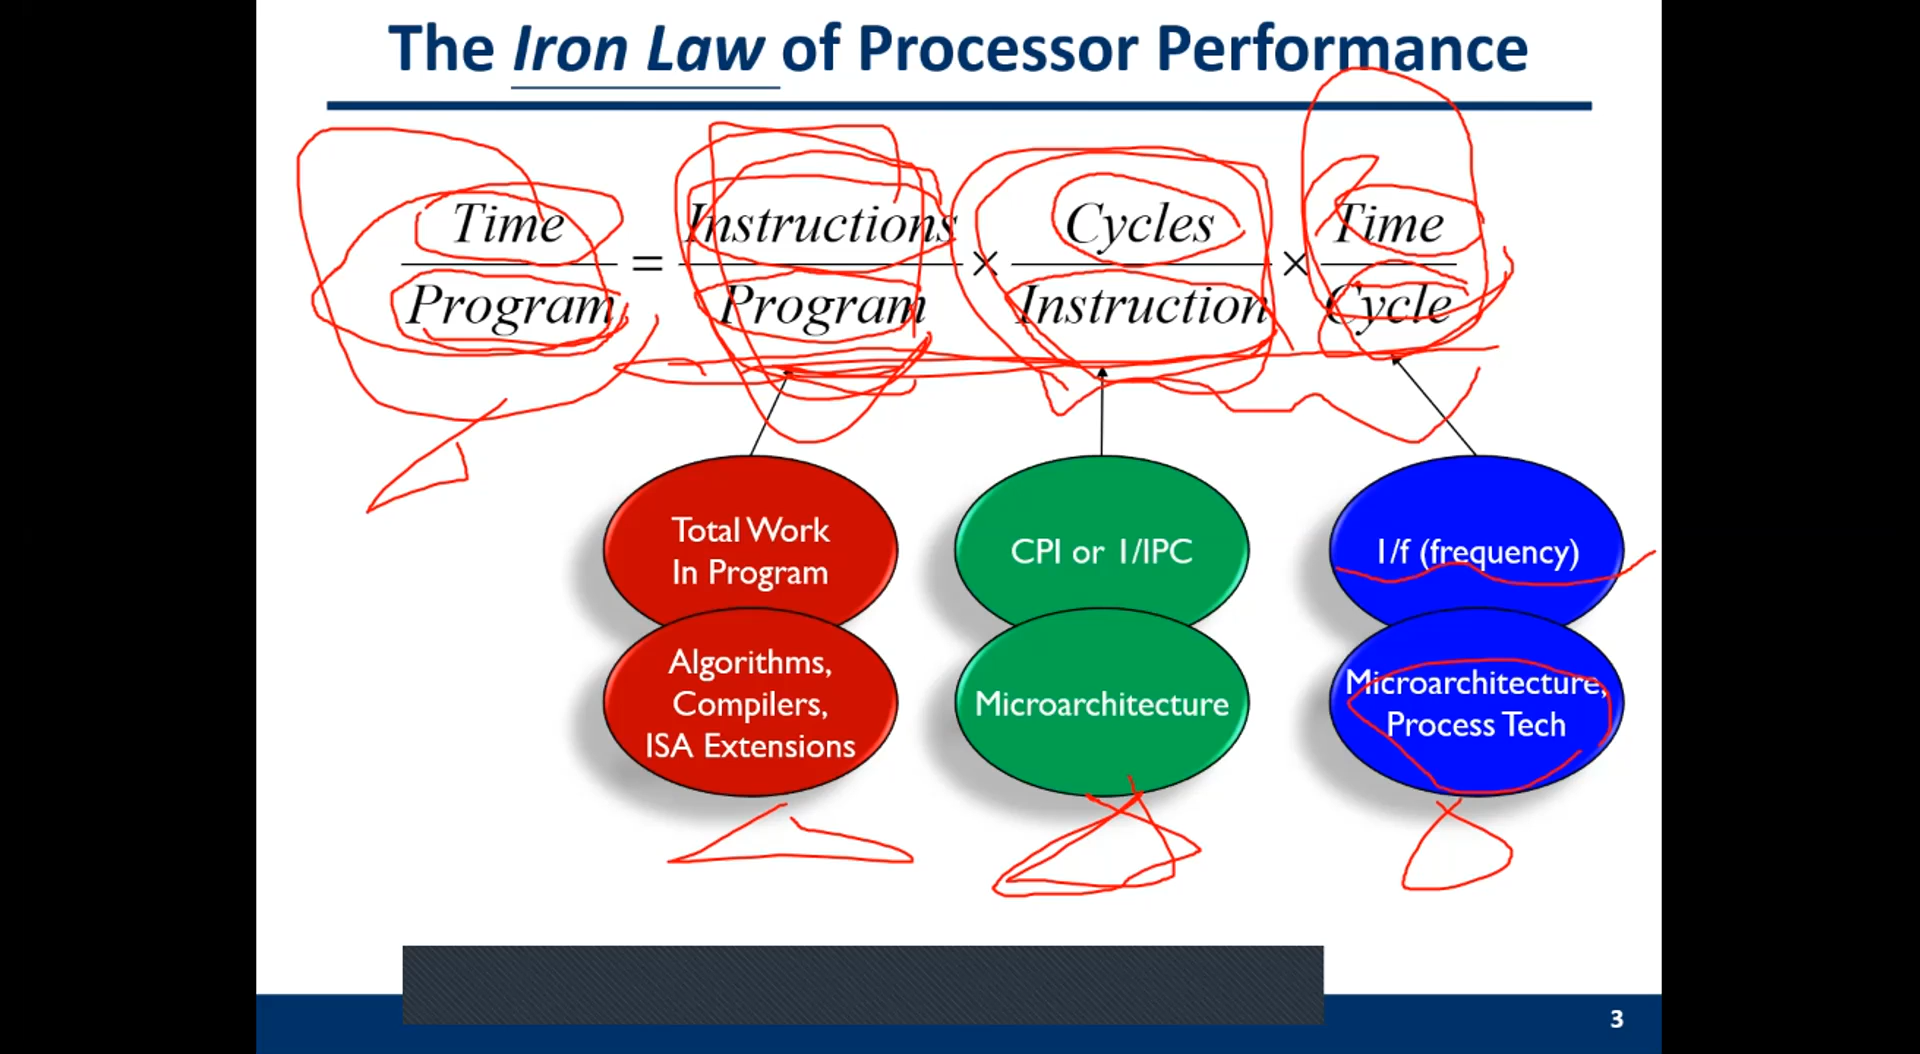 The Iron Law of Processor Performance
Time Instructions Cycles Time
= × ×
Program Program Instruction Cycle
Total Work
In Program
CPI or 1/IPC
1/f (frequency)
Algorithms,
Compilers,
ISA Extensions
Microarchitecture
Microarchitecture,
Process Tech
3